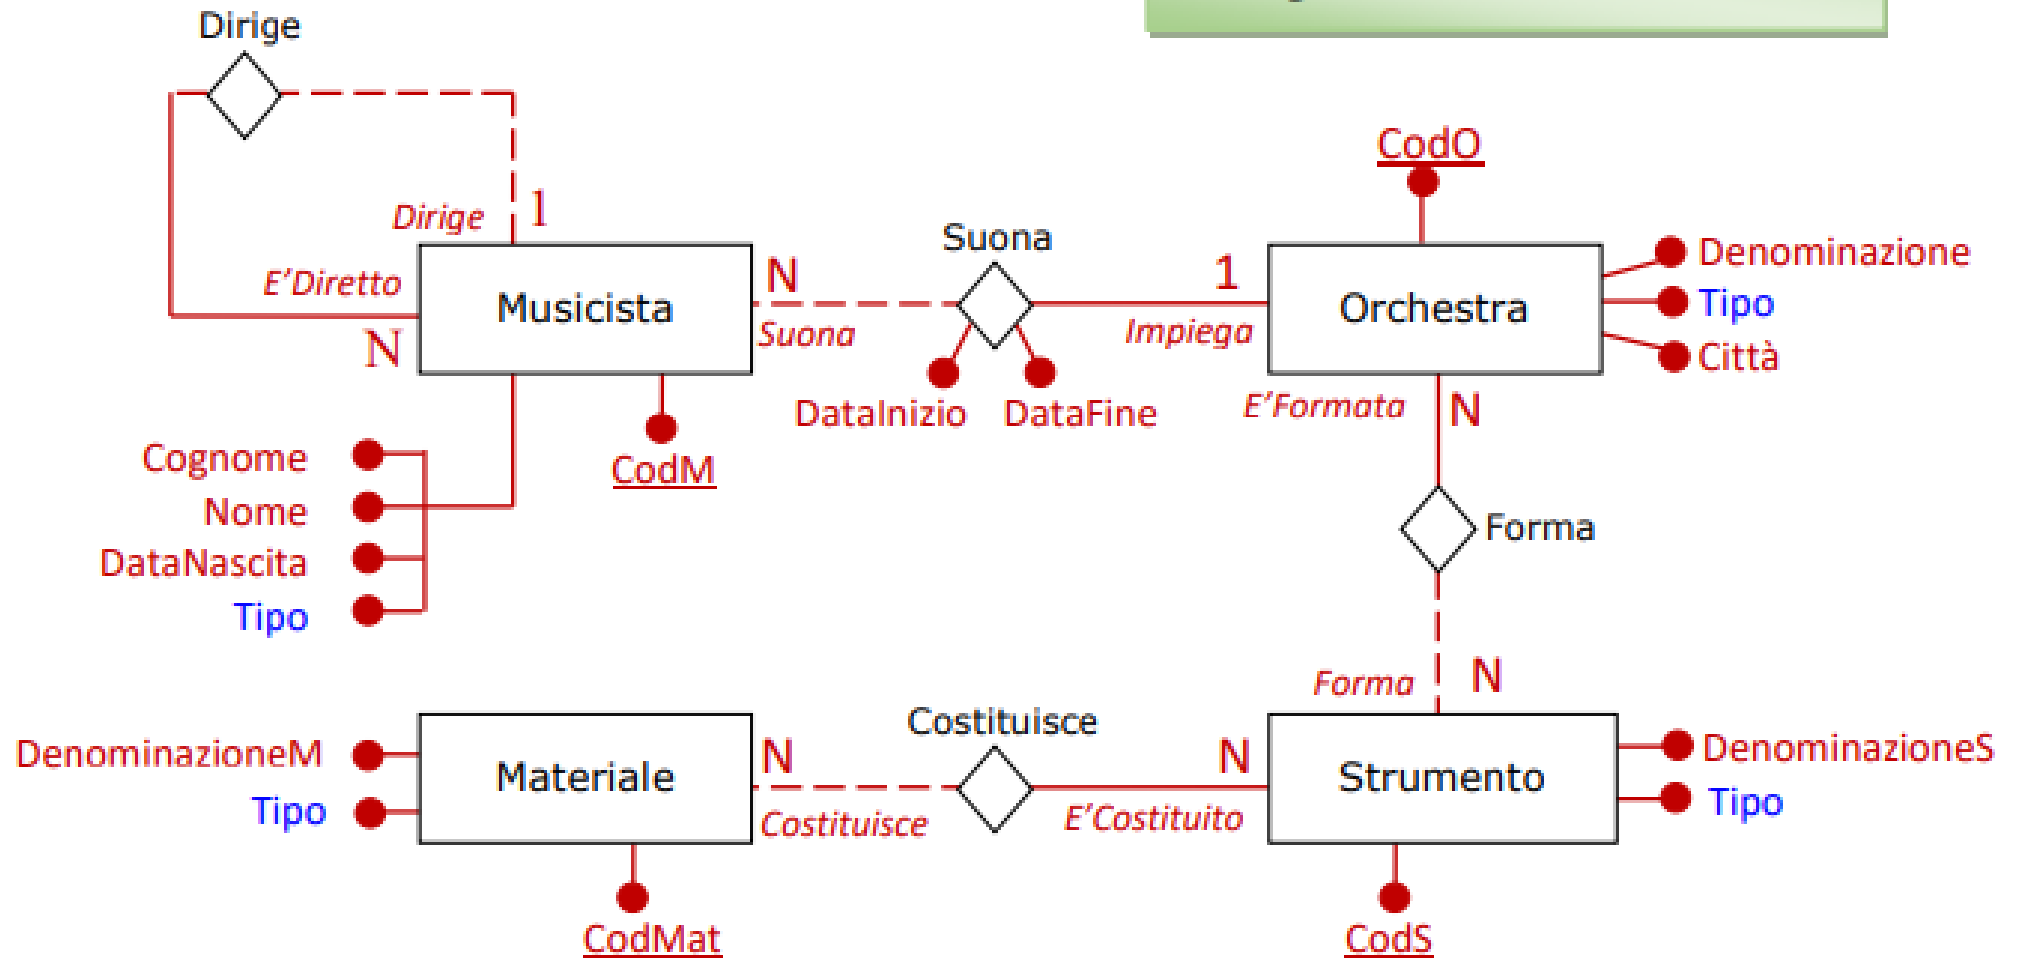 Dirige
CodO
Dirige 1
Suona
Denominazione
E'Diretto
Musicista
N
1
Orchestra
Tipo
Suona
Impiega
N
Città
DataInizio
DataFine
E'Formata
N
Cognome
CodM
Nome
Forma
DataNascita
Tipo
Forma
N
Costituisce
DenominazioneM
Materiale
N
N
Strumento
DenominazioneS
Tipo
Costituisce
E'Costituito
Tipo
CodMat
CodS